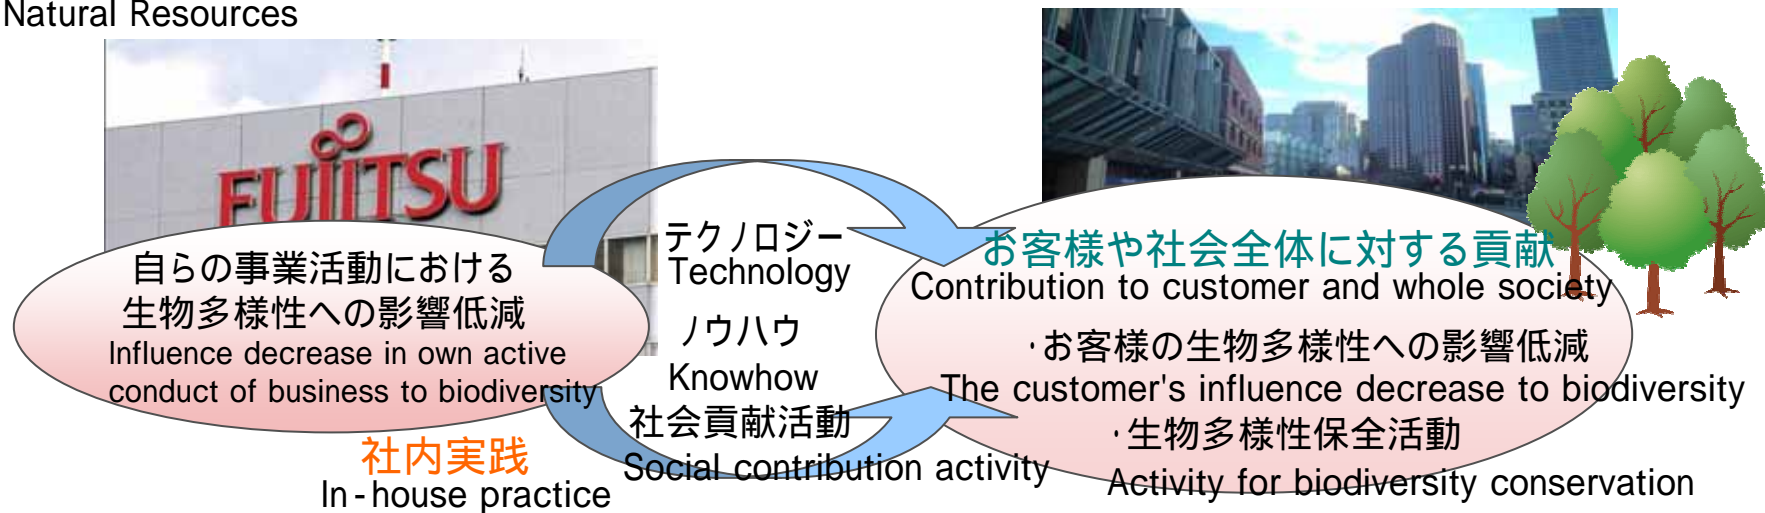 Natural Resources
FUJITSU
自らの事業活動における
生物多様性への影響低減
Influence decrease in own active
conduct of business to biodiversity
社内実践
In-house practice
テクノロジー
Technology
ノウハウ
Knowhow
社会貢献活動
Social contribution activity
お客様や社会全体に対する貢献
Contribution to customer and whole society
・お客様の生物多様性への影響低減
The customer's influence decrease to biodiversity
・生物多様性保全活動
Activity for biodiversity conservation